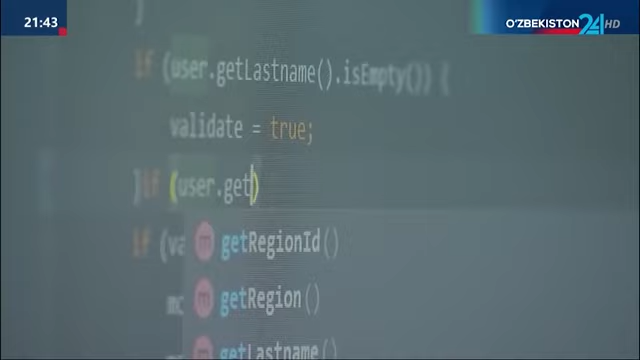 21:43
O'ZBEKISTON 24 HD
}
if (user.getLastname().isEmpty()) {
validate = true;
}if (user.get)
if (va
getRegionId()
m getRegion()
getLastname()